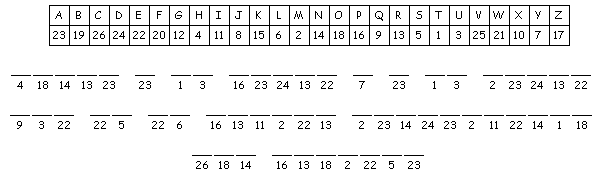 A B C D E F G H I J K L M N O P Q R S T U V W X Y Z
23 19 26 24 22 20 12 4 11 8 15 6 2 14 18 16 9 13 5 1 3 25 21 10 7 17
4 18 14 13 23 23 1 3 16 23 24 13 22 7 23 1 3 2 23 24 13 22
9 3 22 22 5 22 6 16 13 11 2 22 13 2 23 14 24 23 2 11 22 14 1 18
26 18 14 16 13 18 2 22 5 23